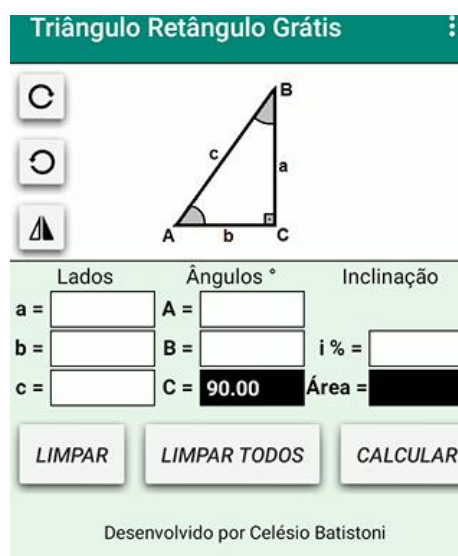 Triângulo Retângulo Grátis
B
c
a
A b C
Lados Ângulos ° Inclinação
a = A =
b = B = i % =
c = C = 90.00 Área =
LIMPAR LIMPAR TODOS CALCULAR
Desenvolvido por Celésio Batistoni